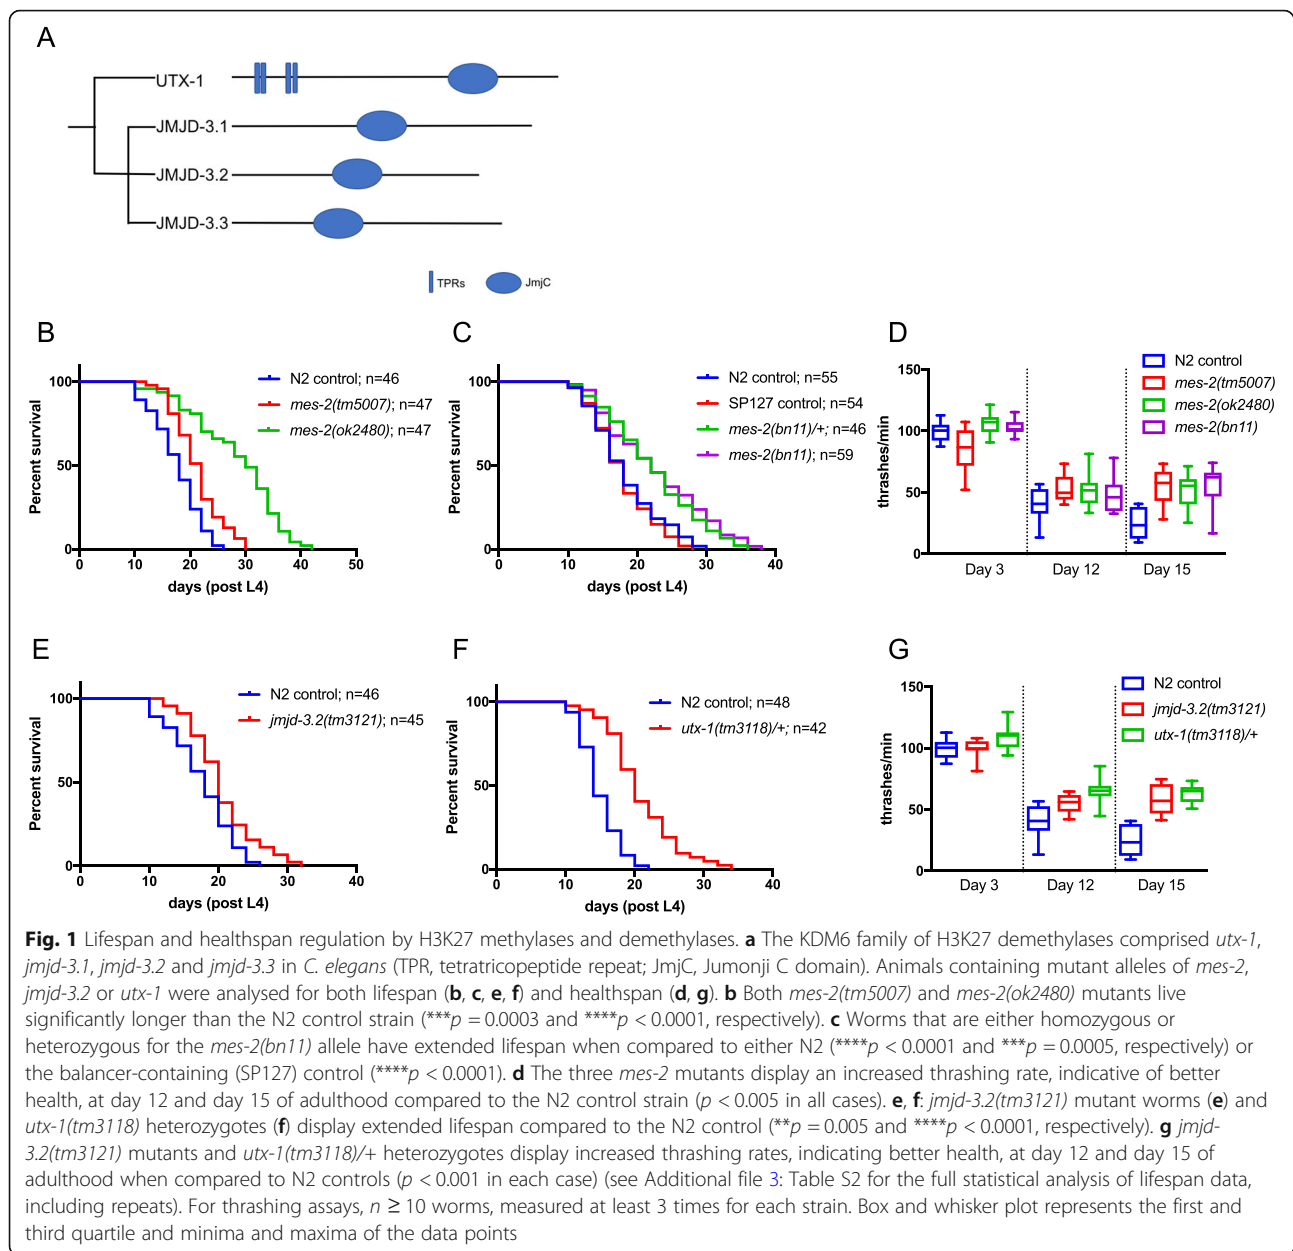 A
UTX-1
JMJD-3.1
JMJD-3.2
JMJD-3.3
TPRs
JmjC
B
Percent survival
100
50
0
0 10 20 30 40 50
days (post L4)
N2 control; n=46
mes-2(tm5007); n=47
mes-2(ok2480); n=47
C
Percent survival
100
50
0
0 10 20 30 40
days (post L4)
N2 control; n=55
SP127 control; n=54
mes-2(bn11)/+; n=46
mes-2(bn11); n=59
D
thrashes/min
150
100
50
0
Day 3 Day 12 Day 15
N2 control
mes-2(tm5007)
mes-2(ok2480)
mes-2(bn11)
E
Percent survival
100
50
0
0 10 20 30 40
days (post L4)
N2 control; n=46
jmjd-3.2(tm3121); n=45
F
Percent survival
100
50
0
0 10 20 30 40
days (post L4)
N2 control; n=48
utx-1(tm3118)/+; n=42
G
thrashes/min
150
100
50
0
Day 3 Day 12 Day 15
N2 control
jmjd-3.2(tm3121)
utx-1(tm3118)/+
Fig. 1 Lifespan and healthspan regulation by H3K27 methylases and demethylases. a The KDM6 family of H3K27 demethylases comprised utx-1,
jmjd-3.1, jmjd-3.2 and jmjd-3.3 in C. elegans (TPR, tetratricopeptide repeat; JmjC, Jumonji C domain). Animals containing mutant alleles of mes-2,
jmjd-3.2 or utx-1 were analysed for both lifespan (b, c, e, f) and healthspan (d, g). b Both mes-2(tm5007) and mes-2(ok2480) mutants live
significantly longer than the N2 control strain (***p = 0.0003 and ****p < 0.0001, respectively). c Worms that are either homozygous or
heterozygous for the mes-2(bn11) allele have extended lifespan when compared to either N2 (****p < 0.0001 and ***p = 0.0005, respectively) or
the balancer-containing (SP127) control (****p < 0.0001). d The three mes-2 mutants display an increased thrashing rate, indicative of better
health, at day 12 and day 15 of adulthood compared to the N2 control strain (p < 0.005 in all cases). e, f: jmjd-3.2(tm3121) mutant worms (e) and
utx-1(tm3118) heterozygotes (f) display extended lifespan compared to the N2 control (**p = 0.005 and ****p < 0.0001, respectively). g jmjd-
3.2(tm3121) mutants and utx-1(tm3118)/+ heterozygotes display increased thrashing rates, indicating better health, at day 12 and day 15 of
adulthood when compared to N2 controls (p < 0.001 in each case) (see Additional file 3: Table S2 for the full statistical analysis of lifespan data,
including repeats). For thrashing assays, n ≥ 10 worms, measured at least 3 times for each strain. Box and whisker plot represents the first and
third quartile and minima and maxima of the data points